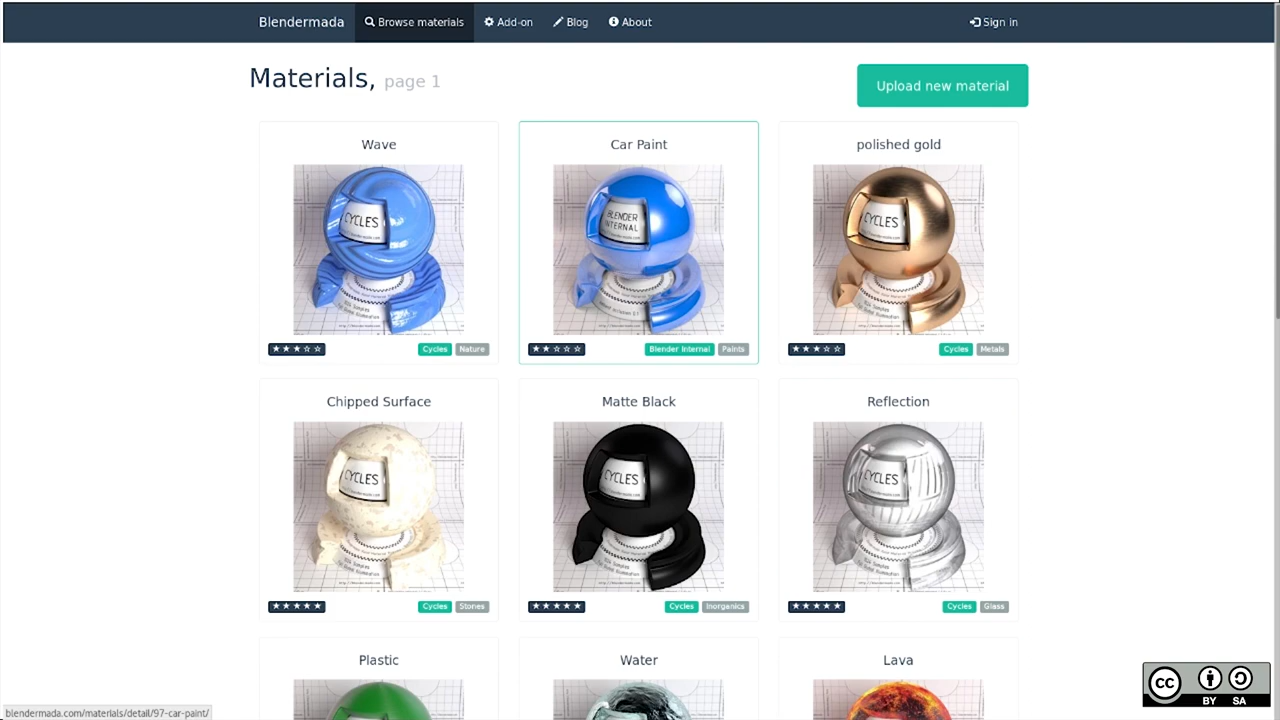 Blendermada Browse materials Add-on Blog About Sign in
Materials, page 1
Upload new material
Wave
CYCLES
★★★☆☆ Cycles Nature
Car Paint
BLENDER
INTERNAL
★★☆☆☆ Blender Internal Paints
polished gold
CYCLES
★★★☆☆ Cycles Metals
Chipped Surface
CYCLES
★★★★★ Cycles Stones
Matte Black
CYCLES
★★★★★ Cycles Inorganics
Reflection
CYCLES
★★★★★ Cycles Glass
Plastic
Water
Lava
blendermada.com/materials/detail/97-car-paint/
cc
BY SA